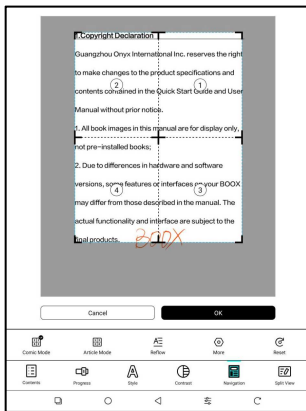 1.Copyright Declaration
Guangzhou Onyx International Inc. reserves the right
to make changes to the product specifications and
contents contained in the Quick Start Guide and User
Manual without prior notice.
1. All book images in this manual are for display only,
not pre-installed books;
2. Due to differences in hardware and software
versions, some features or interfaces on your BOOX
may differ from those described in the manual. The
actual functionality and interface are subject to the
final products.
BOOX
2 1
4 3
Cancel OK
Comic Mode Article Mode Reflow More Reset
Contents Progress Style Contrast Navigation Split View